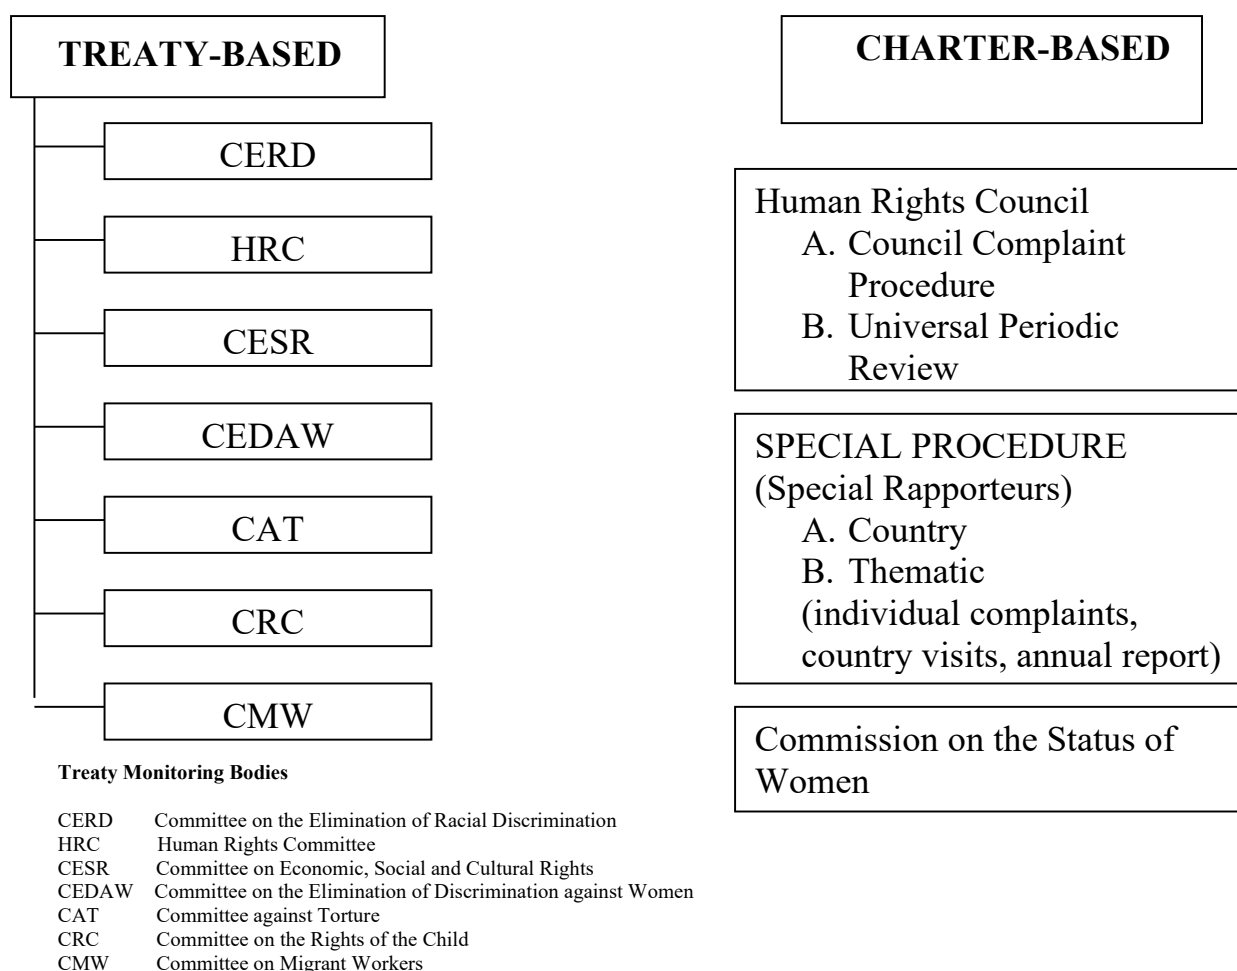 TREATY-BASED
CERD
HRC
CESR
CEDAW
CAT
CRC
CMW
Treaty Monitoring Bodies
CERD Committee on the Elimination of Racial Discrimination
HRC Human Rights Committee
CESR Committee on Economic, Social and Cultural Rights
CEDAW Committee on the Elimination of Discrimination against Women
CAT Committee against Torture
CRC Committee on the Rights of the Child
CMW Committee on Migrant Workers
CHARTER-BASED
Human Rights Council
A. Council Complaint
Procedure
B. Universal Periodic
Review
SPECIAL PROCEDURE
(Special Rapporteurs)
A. Country
B. Thematic
(individual complaints,
country visits, annual report)
Commission on the Status of
Women